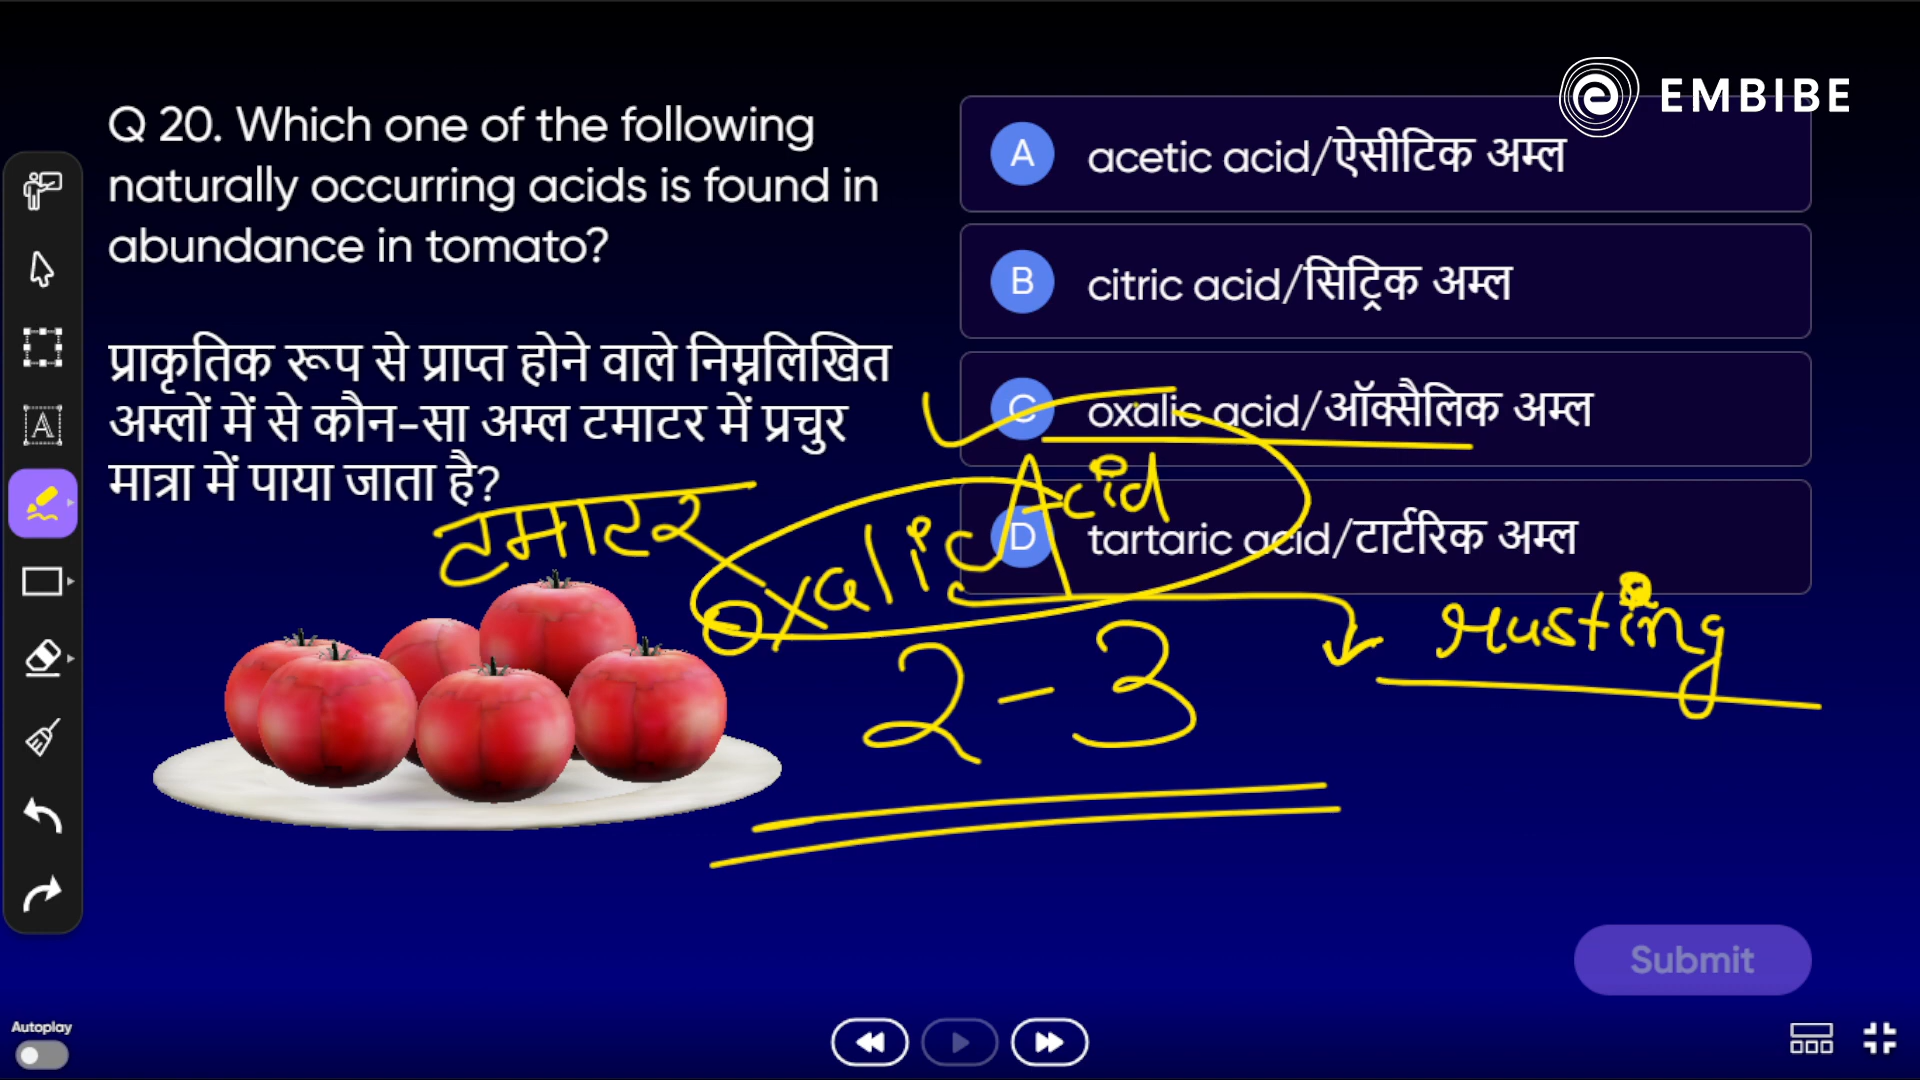 EMBIBE
Q 20. Which one of the following
naturally occurring acids is found in
abundance in tomato?
प्राकृतिक रूप से प्राप्त होने वाले निम्नलिखित
अम्लों में से कौन-सा अम्ल टमाटर में प्रचुर
मात्रा में पाया जाता है?
A acetic acid/ऐसीटिक अम्ल
B citric acid/सिट्रिक अम्ल
C oxalic acid/ऑक्सैलिक अम्ल
D tartaric acid/टार्टरिक अम्ल
टमाटर
Oxalic Acid
2-3
rusting
Submit
Autoplay